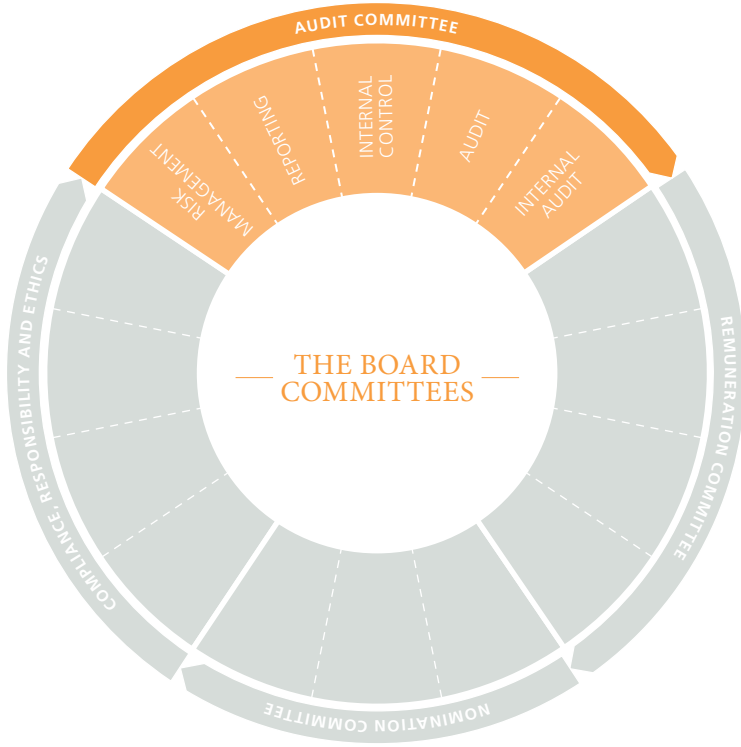 AUDIT COMMITTEE
RISK
MANAGEMENT
REPORTING
INTERNAL
CONTROL
AUDIT
INTERNAL
AUDIT
REMUNERATION COMMITTEE
NOMINATION COMMITTEE
COMPLIANCE, RESPONSIBILITY AND ETHICS
THE BOARD
COMMITTEES